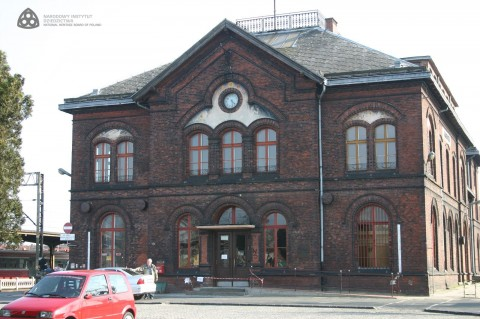 NARODOWY INSTYTUT
DZIEDZICTWA
NATIONAL HERITAGE BOARD OF POLAND